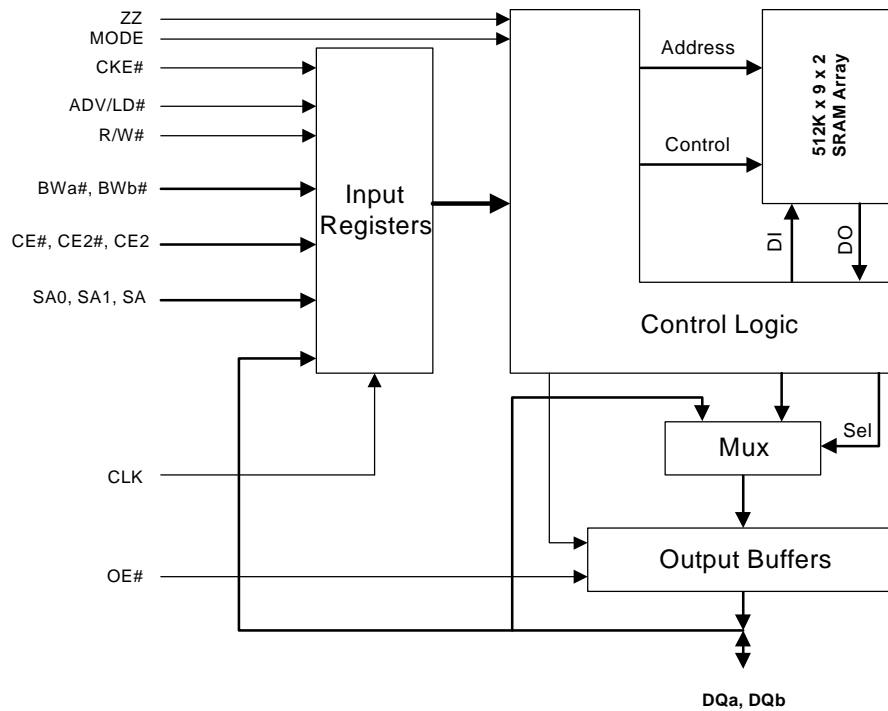 ZZ
MODE
CKE#
ADV/LD#
R/W#
BWa#, BWb#
CE#, CE2#, CE2
SA0, SA1, SA
CLK
OE#
Input
Registers
Address
Control
512K x 9 x 2
SRAM Array
DI
DO
Control Logic
Sel
Mux
Output Buffers
DQa, DQb